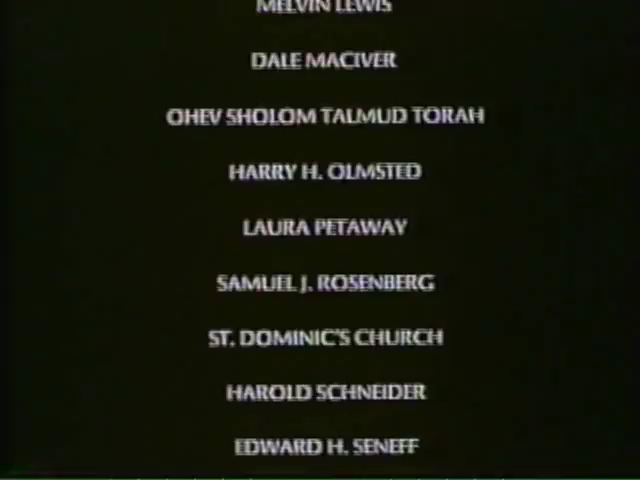 MELVIN LEWIS
DALE MACIVER
OHEV SHOLOM TALMUD TORAH
HARRY H. OLMSTED
LAURA PETAWAY
SAMUEL J. ROSENBERG
ST. DOMINIC'S CHURCH
HAROLD SCHNEIDER
EDWARD H. SENEFF